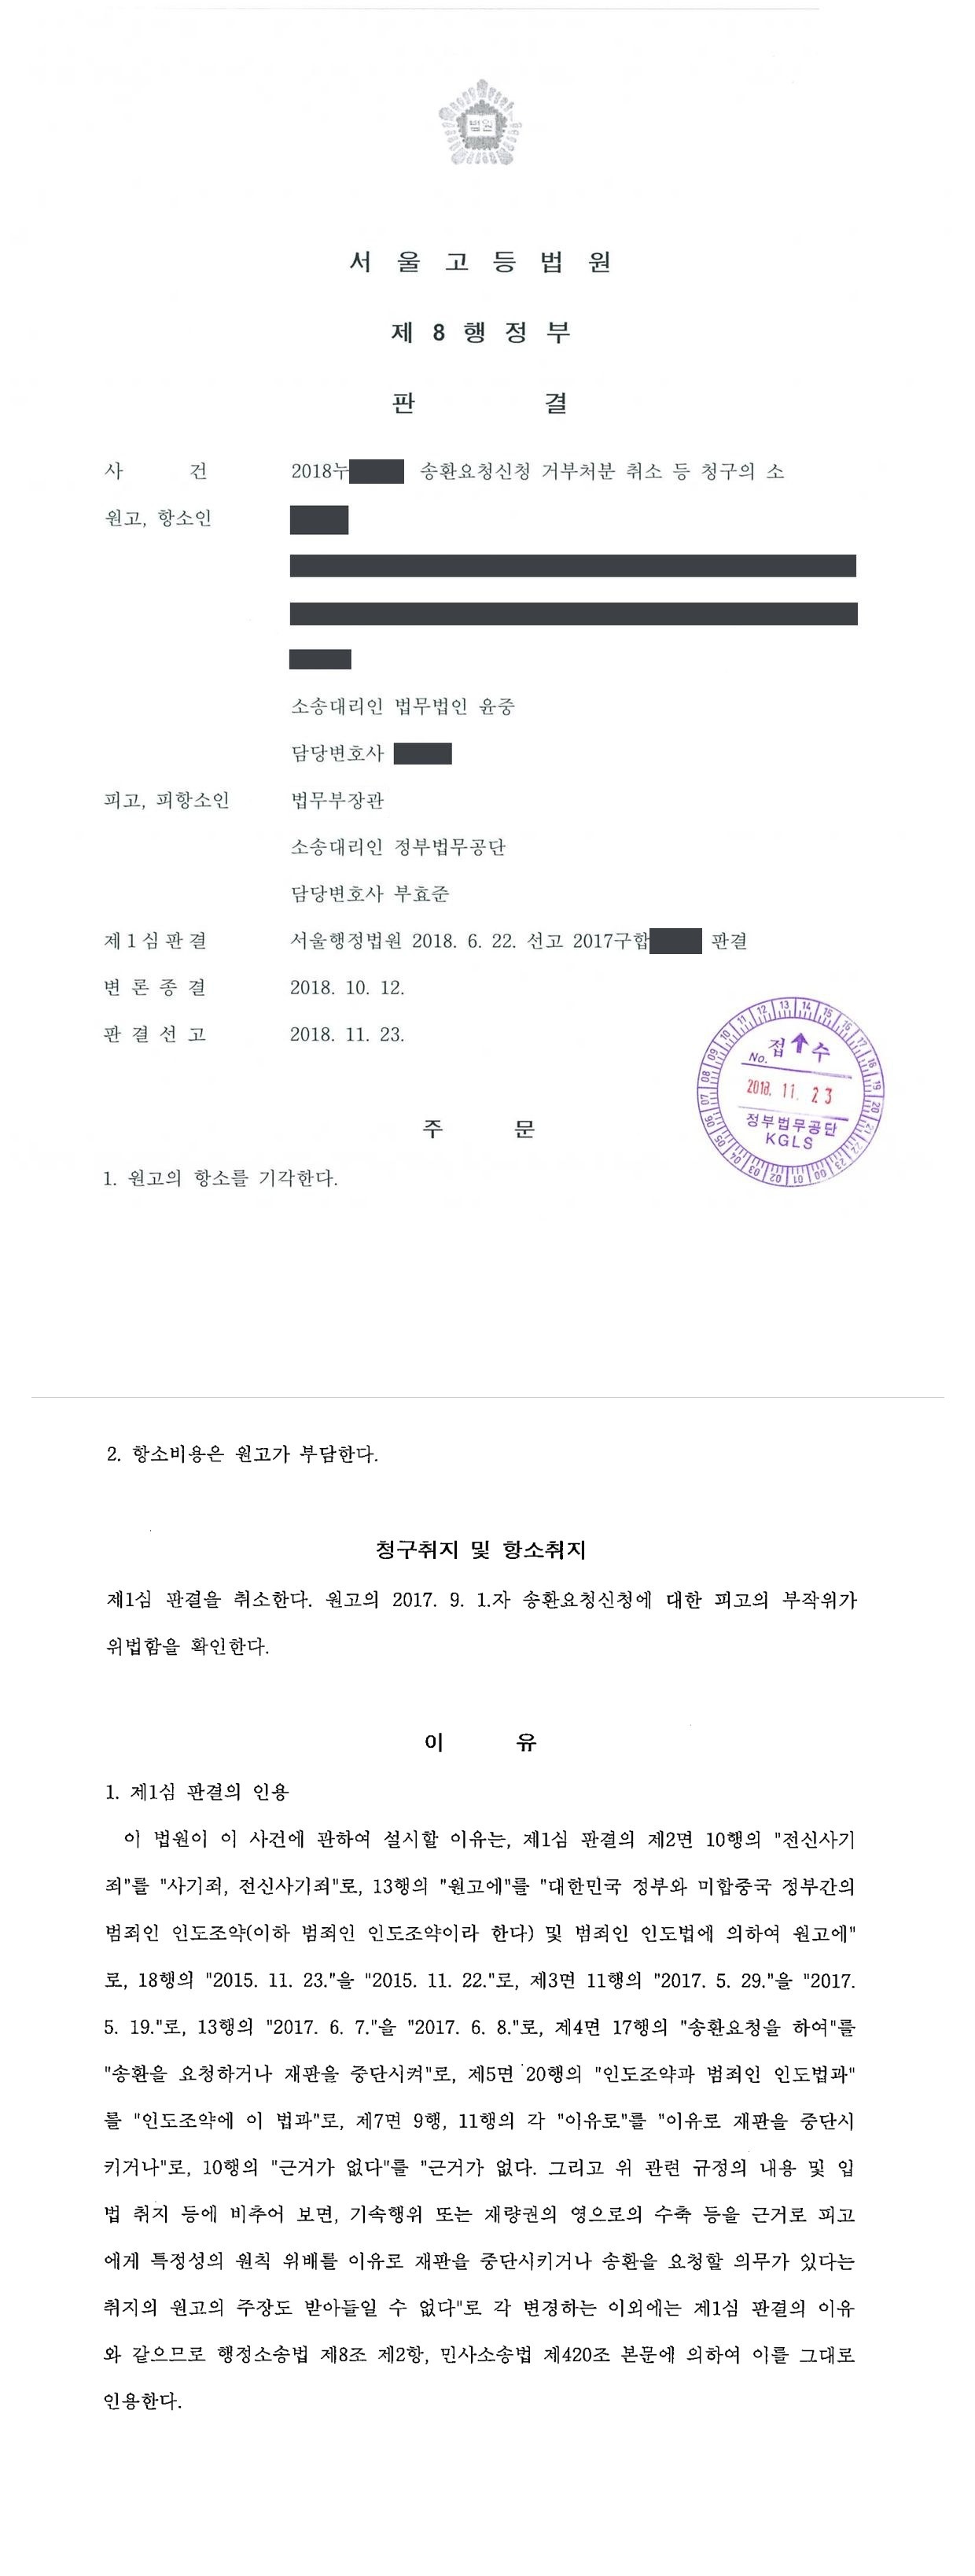 법원
서울고등법원
제8행정부
판결
사건 2018누 송환요청신청 거부처분 취소 등 청구의 소
원고, 항소인
소송대리인 법무법인 윤중
담당변호사
피고, 피항소인 법무부장관
소송대리인 정부법무공단
담당변호사 부효준
제1심판결 서울행정법원 2018. 6. 22. 선고 2017구합 판결
변론종결 2018. 10. 12.
판결선고 2018. 11. 23.
접수
No.
2018. 11. 23
정부법무공단
KGLS
주문
1. 원고의 항소를 기각한다.
2. 항소비용은 원고가 부담한다.
청구취지 및 항소취지
제1심 판결을 취소한다. 원고의 2017. 9. 1.자 송환요청신청에 대한 피고의 부작위가
위법함을 확인한다.
이유
1. 제1심 판결의 인용
이 법원이 이 사건에 관하여 설시할 이유는, 제1심 판결의 제2면 10행의 "전신사기
죄"를 "사기죄, 전신사기죄"로, 13행의 "원고에"를 "대한민국 정부와 미합중국 정부간의
범죄인 인도조약(이하 범죄인 인도조약이라 한다) 및 범죄인 인도법에 의하여 원고에"
로, 18행의 "2015. 11. 23."을 "2015. 11. 22."로, 제3면 11행의 "2017. 5. 29."을 "2017.
5. 19."로, 13행의 "2017. 6. 7."을 "2017. 6. 8."로, 제4면 17행의 "송환요청을 하여"를
"송환을 요청하거나 재판을 중단시켜"로, 제5면 20행의 "인도조약과 범죄인 인도법과"
를 "인도조약에 이 법과"로, 제7면 9행, 11행의 각 "이유로"를 "이유로 재판을 중단시
키거나"로, 10행의 "근거가 없다"를 "근거가 없다. 그리고 위 관련 규정의 내용 및 입
법 취지 등에 비추어 보면, 기속행위 또는 재량권의 영으로의 수축 등을 근거로 피고
에게 특정성의 원칙 위배를 이유로 재판을 중단시키거나 송환을 요청할 의무가 있다는
취지의 원고의 주장도 받아들일 수 없다"로 각 변경하는 이외에는 제1심 판결의 이유
와 같으므로 행정소송법 제8조 제2항, 민사소송법 제420조 본문에 의하여 이를 그대로
인용한다.